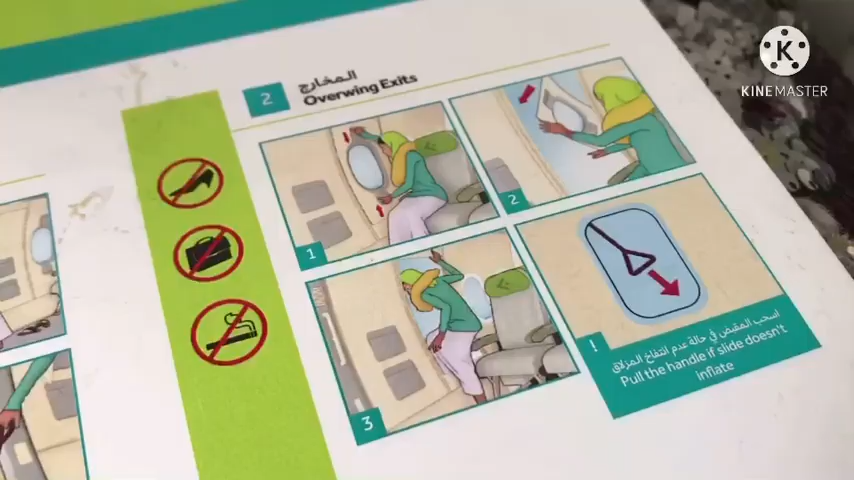 K
KINEMASTER
2
المخارج
Overwing Exits
1
2
3
!
اسحب المقبض في حالة عدم انتفاخ المزلاق
Pull the handle if slide doesn't
inflate